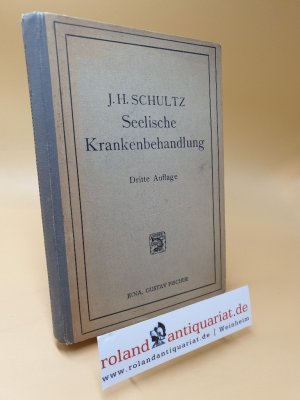 J. H. SCHULTZ
Seelische
Krankenbehandlung
Dritte Auflage
JENA, GUSTAV FISCHER
roland antiquariat.de
www.rolandantiquariat.de | Weinheim